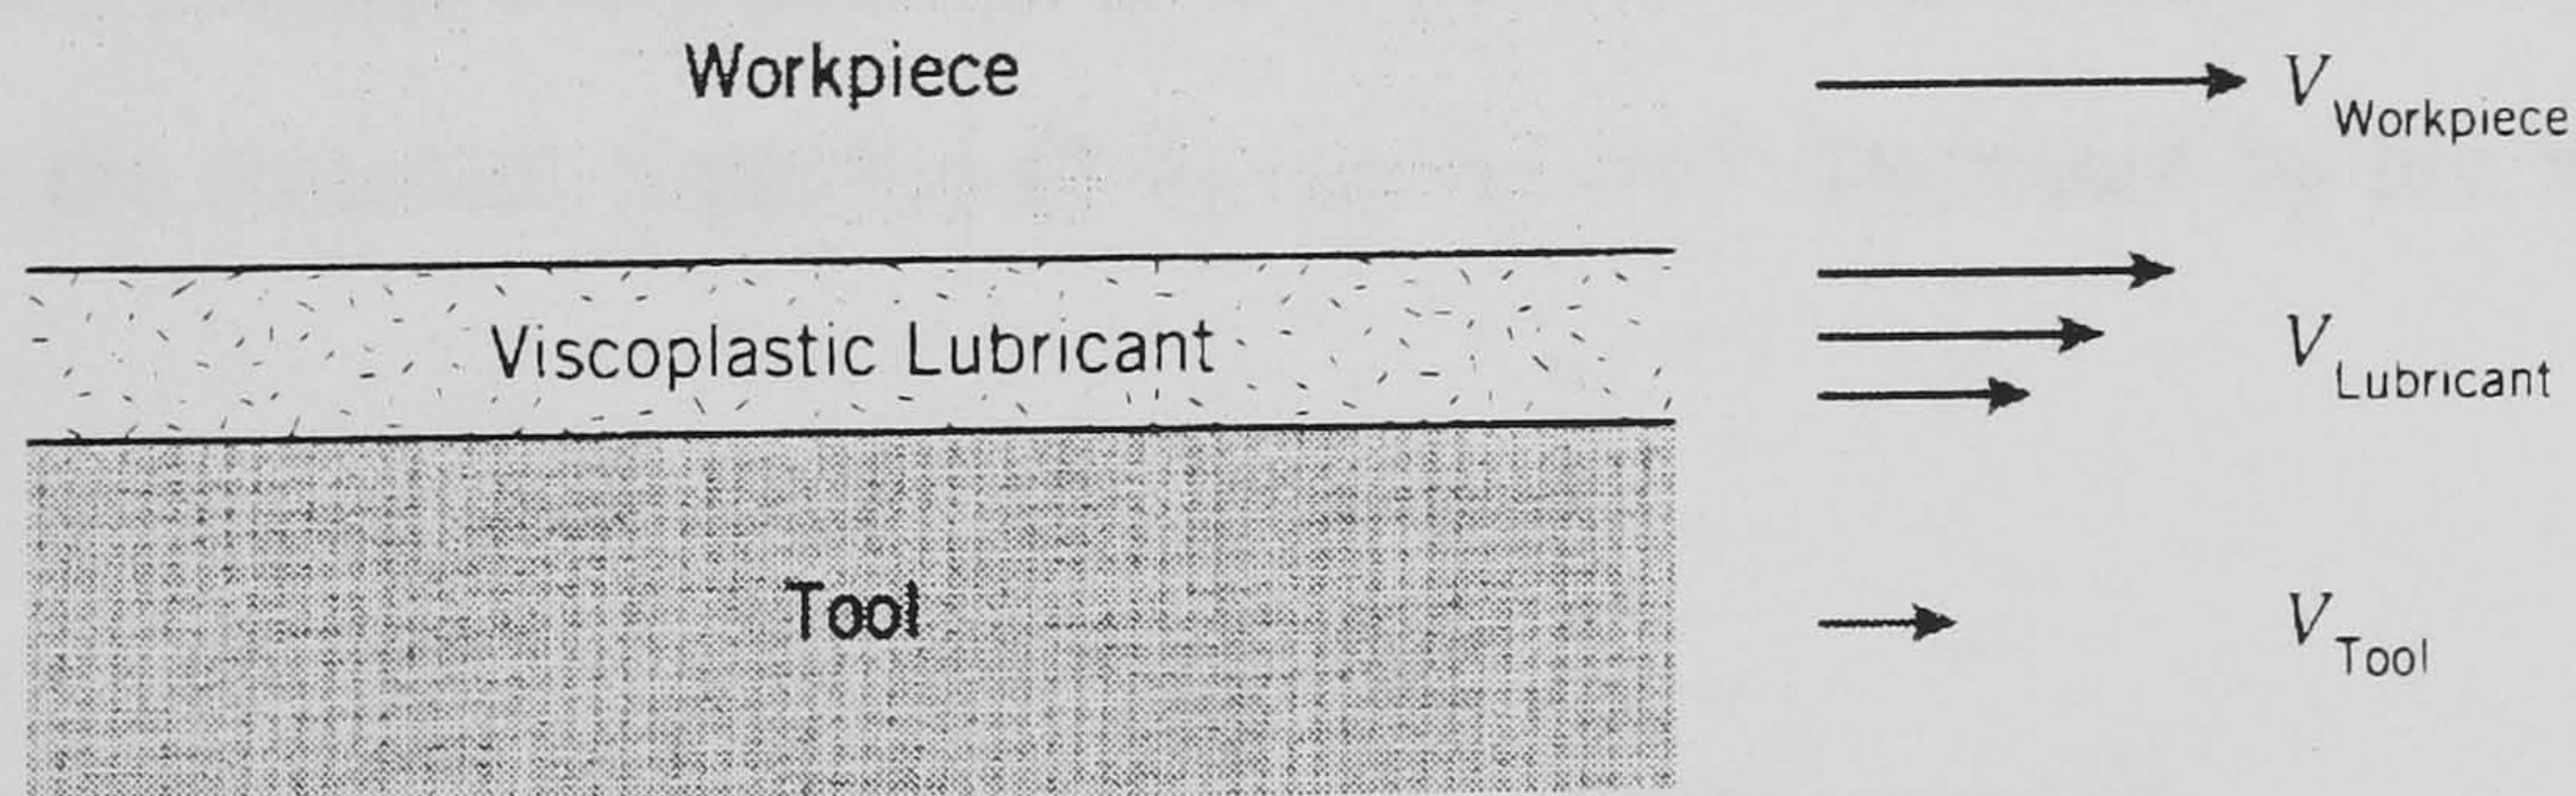 Workpiece
V Workpiece
Viscoplastic Lubricant
V Lubricant
Tool
V Tool